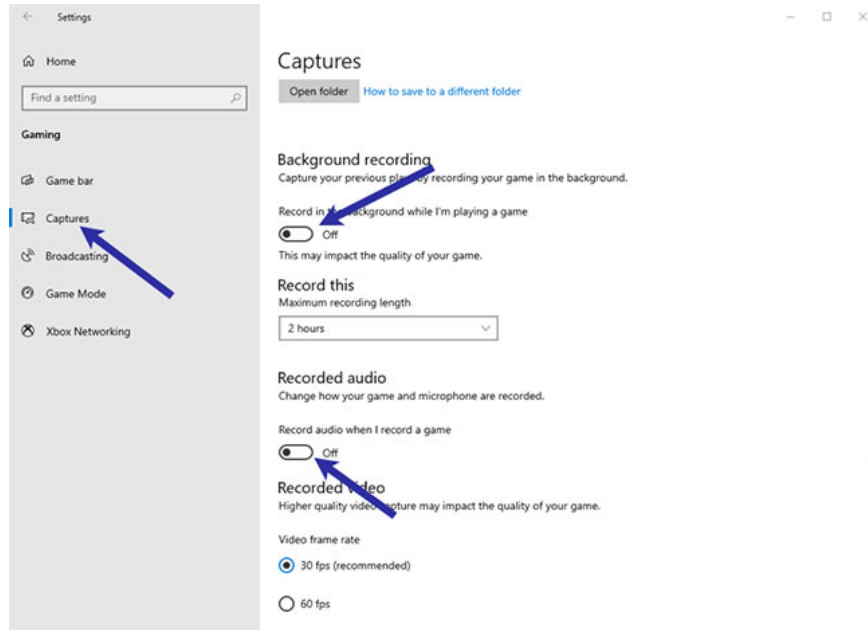 Settings
Home
Find a setting
Gaming
Game bar
Captures
Broadcasting
Game Mode
Xbox Networking
Captures
Open folder How to save to a different folder
Background recording
Capture your previous play by recording your game in the background.
Record in the background while I'm playing a game
Off
This may impact the quality of your game.
Record this
Maximum recording length
2 hours
Recorded audio
Change how your game and microphone are recorded.
Record audio when I record a game
Off
Recorded video
Higher quality video capture may impact the quality of your game.
Video frame rate
30 fps (recommended)
60 fps